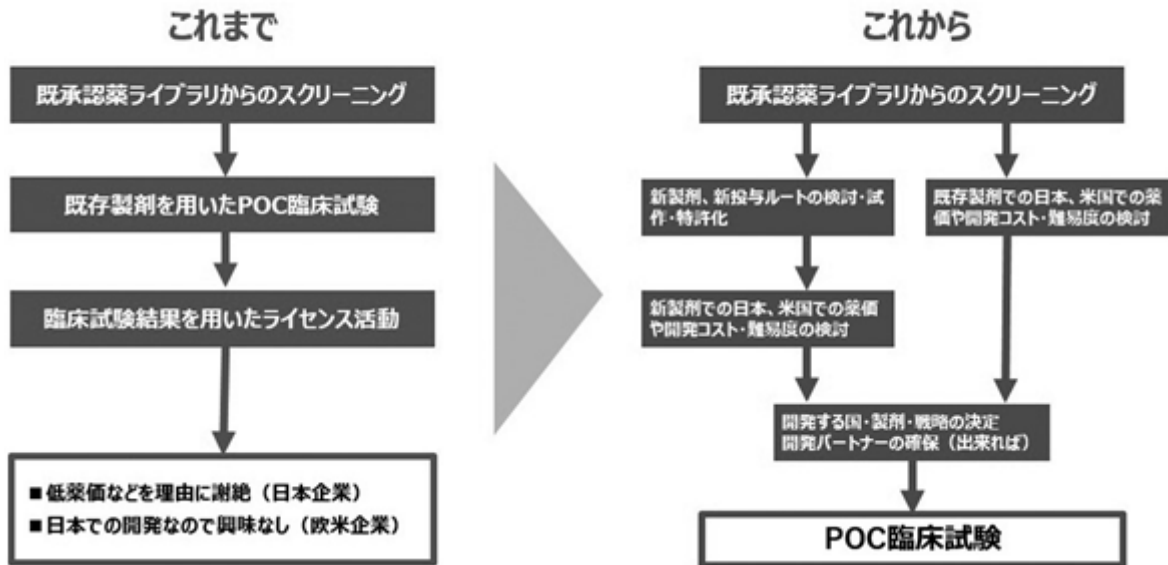 これまで
既承認薬ライブラリからのスクリーニング
既存製剤を用いたPOC臨床試験
臨床試験結果を用いたライセンス活動
■低薬価などを理由に謝絶（日本企業）
■日本での開発なので興味なし（欧米企業）
これから
既承認薬ライブラリからのスクリーニング
新製剤、新投与ルートの検討・試
作・特許化
既存製剤での日本、米国での薬
価や開発コスト・難易度の検討
新製剤での日本、米国での薬価
や開発コスト・難易度の検討
開発する国・製剤・戦略の決定
開発パートナーの確保（出来れば）
POC臨床試験